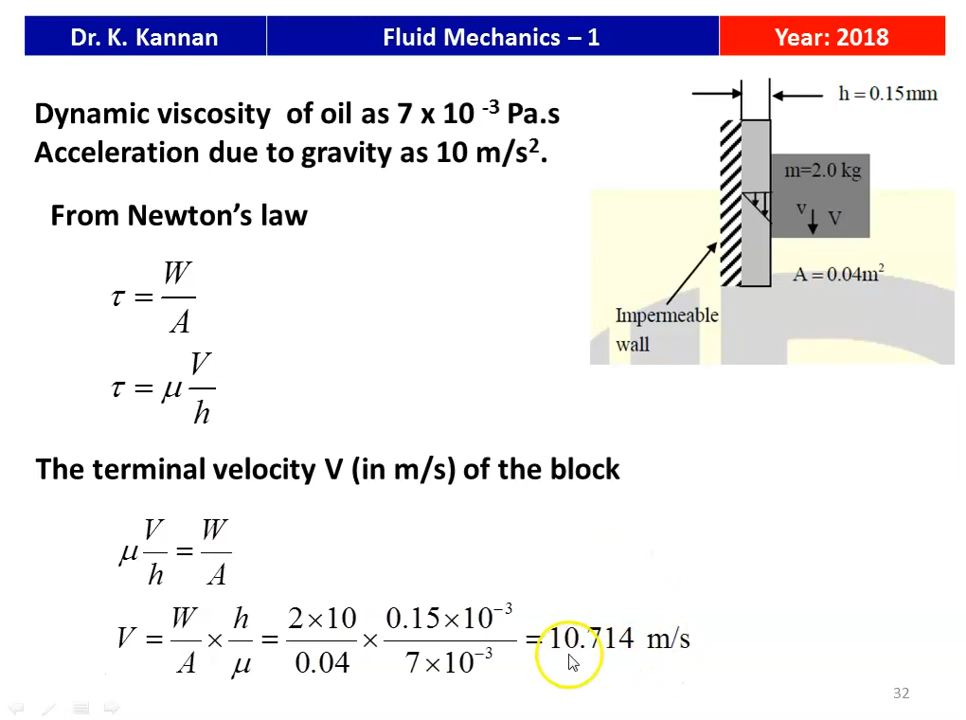 Dr. K. Kannan
Fluid Mechanics – 1
Year: 2018
Dynamic viscosity of oil as 7 x 10 -3 Pa.s
Acceleration due to gravity as 10 m/s².
From Newton's law
τ = W/A
τ = μ V/h
h = 0.15 mm
m=2.0 kg
v V
A = 0.04m²
Impermeable
wall
The terminal velocity V (in m/s) of the block
μ V/h = W/A
V = W/A × h/μ = 2×10/0.04 × 0.15×10⁻³/7×10⁻³ = 10.714 m/s
32